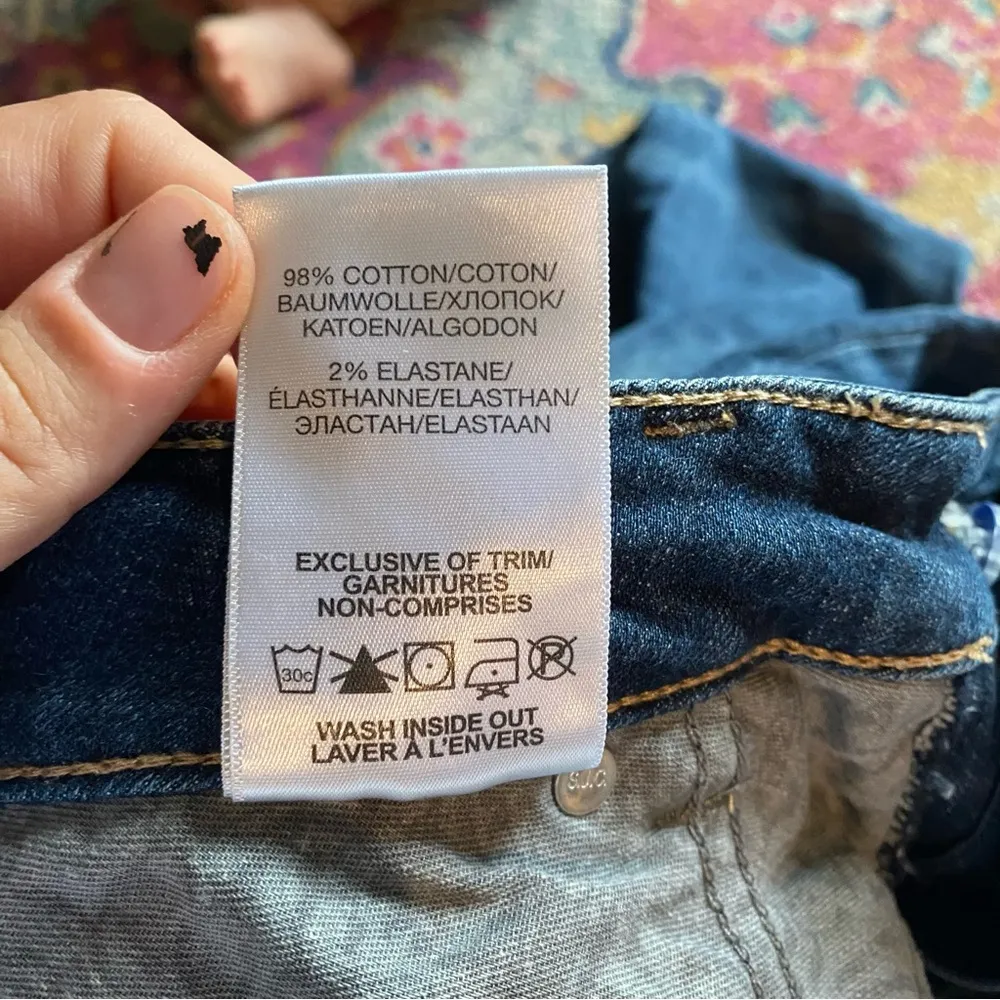 98% COTTON/COTON/
BAUMWOLLE/ХЛОПОК/
KATOEN/ALGODON
2% ELASTANE/
ÉLASTHANNE/ELASTHAN/
ЭЛАСТАН/ELASTAAN
EXCLUSIVE OF TRIM/
GARNITURES
NON-COMPRISES
30c P
WASH INSIDE OUT
LAVER À L'ENVERS
S.J.C.